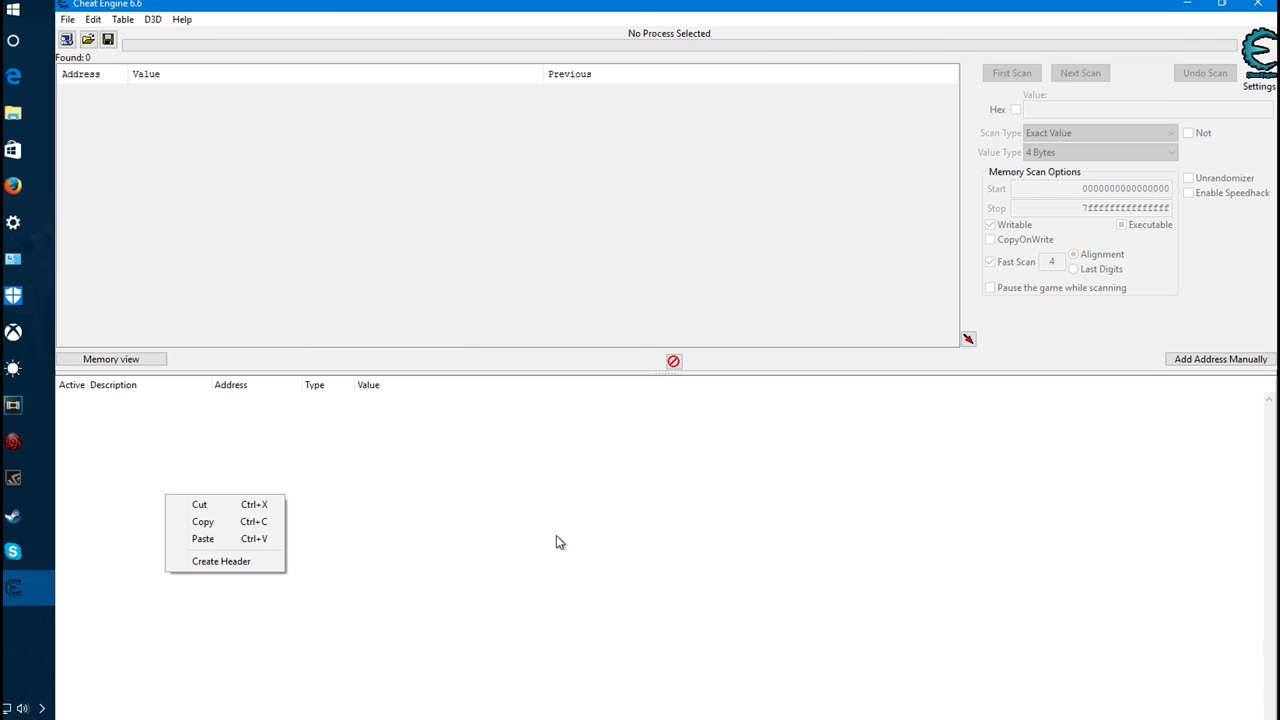 Cheat Engine 6.6
File Edit Table D3D Help
No Process Selected
Found: 0
Address Value Previous
First Scan Next Scan Undo Scan
Cheat Engine
Settings
Value:
Hex
Scan Type Exact Value Not
Value Type 4 Bytes
Memory Scan Options
Unrandomizer
Start 0000000000000000
Enable Speedhack
Stop 7fffffffffffffff
Writable Executable
CopyOnWrite
Fast Scan 4 Alignment
Last Digits
Pause the game while scanning
Memory view Add Address Manually
Active Description Address Type Value
Cut Ctrl+X
Copy Ctrl+C
Paste Ctrl+V
Create Header